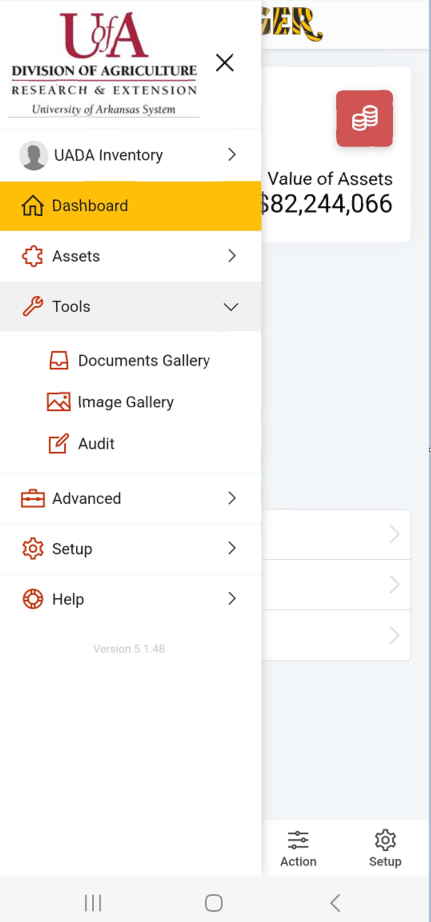 UofA
DIVISION OF AGRICULTURE
RESEARCH & EXTENSION
University of Arkansas System
UADA Inventory
Dashboard
Assets
Tools
Documents Gallery
Image Gallery
Audit
Advanced
Setup
Help
Version 5.1.48
GER
Value of Assets
$82,244,066
Action
Setup